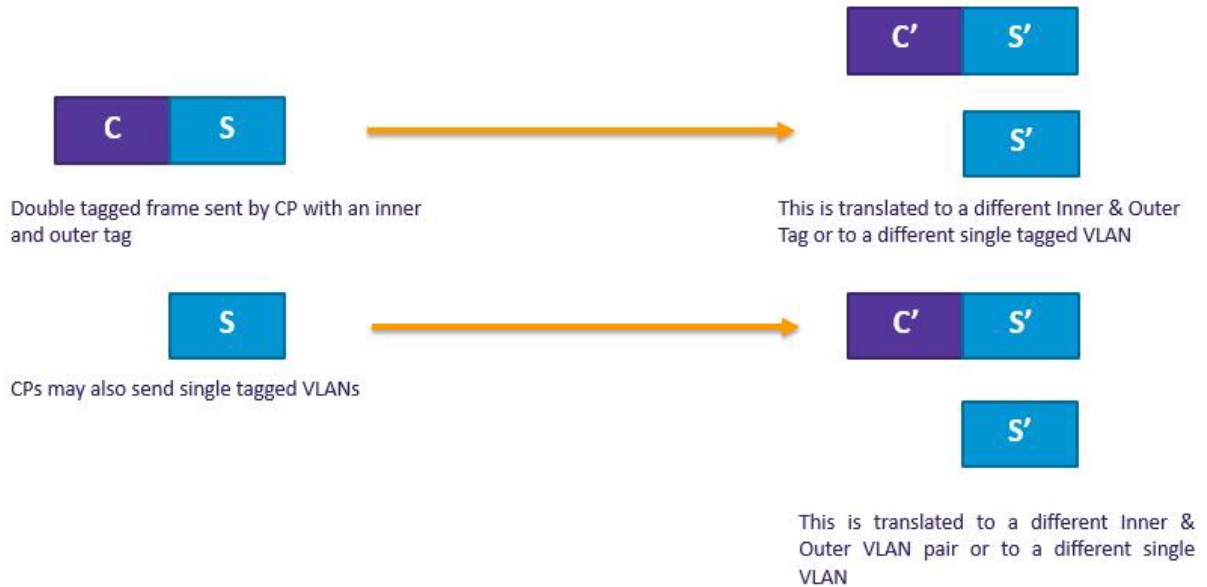 C' S'
C S
S'
Double tagged frame sent by CP with an inner
and outer tag
This is translated to a different Inner & Outer
Tag or to a different single tagged VLAN
S
C' S'
CPs may also send single tagged VLANs
S'
This is translated to a different Inner &
Outer VLAN pair or to a different single
VLAN